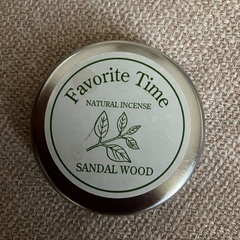 Favorite Time
NATURAL INCENSE
SANDAL WOOD